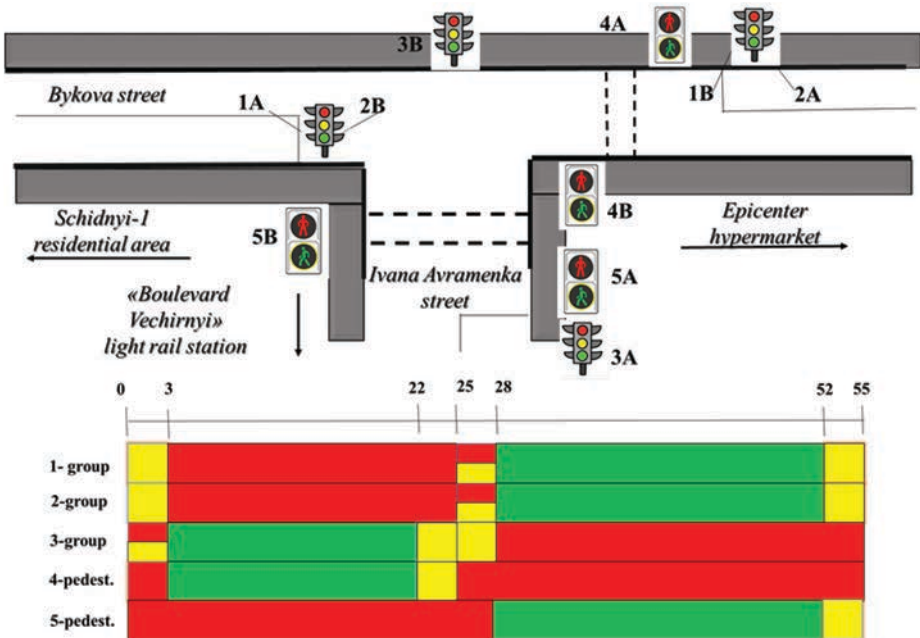 3B
4A
1B
2A
Bykova street
1A
2B
Schidnyi-1
residential area
5B
4B
Epicenter
hypermarket
«Boulevard
Vechirnyi»
light rail station
Ivana Avramenka
street
5A
3A
0 3 22 25 28 52 55
1- group
2-group
3-group
4-pedest.
5-pedest.